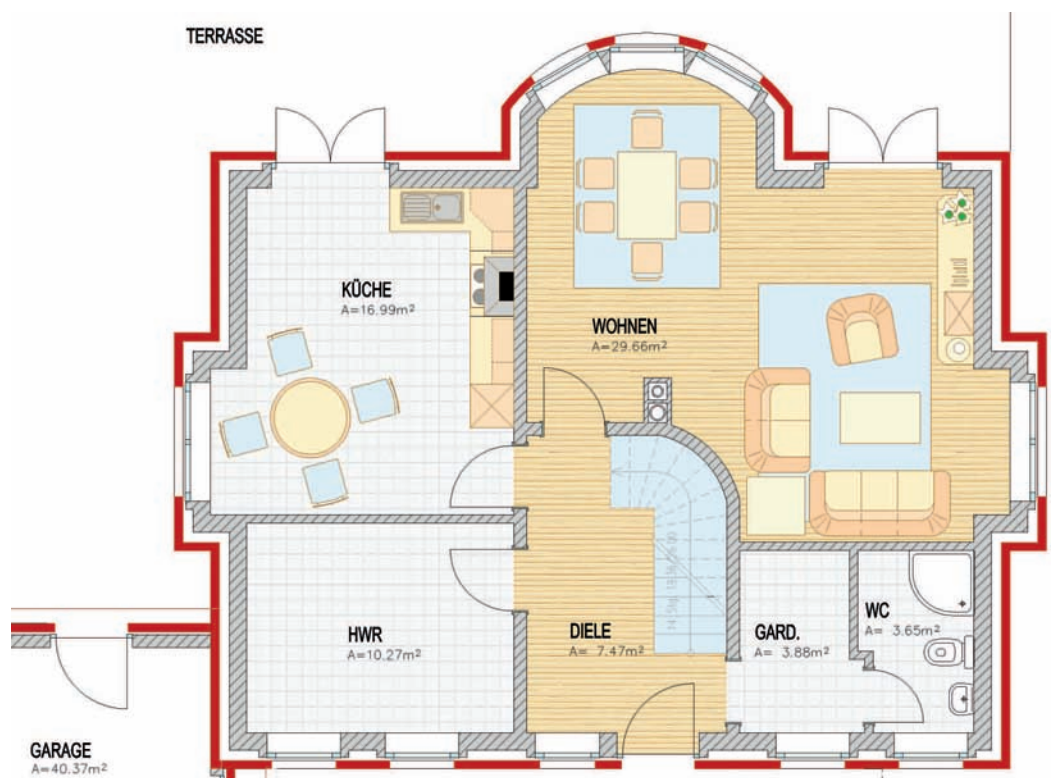 TERRASSE
KÜCHE
A=16.99m²
WOHNEN
A=29.66m²
HWR
A=10.27m²
DIELE
A= 7.47m²
GARD.
A= 3.88m²
WC
A= 3.65m²
GARAGE
A=40.37m²